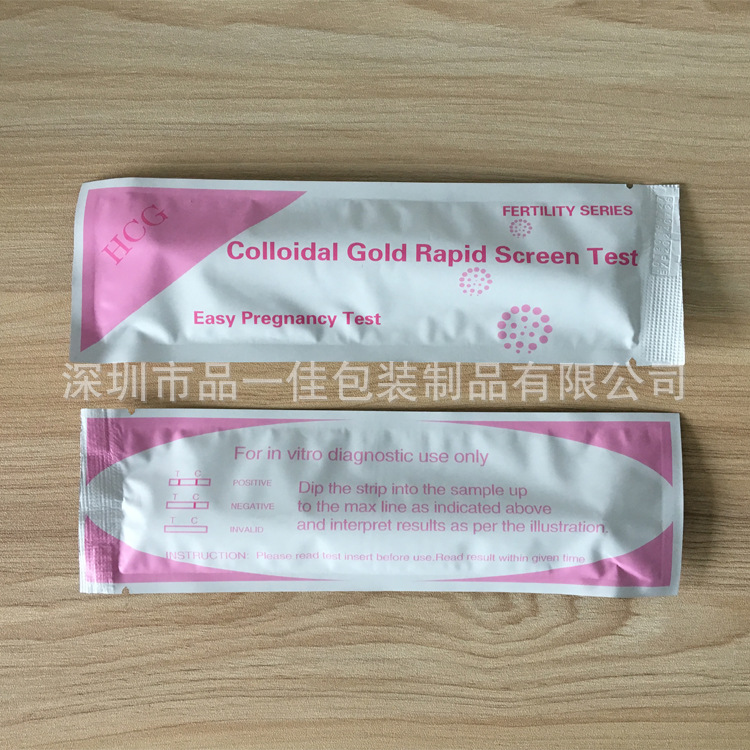 HCG
FERTILITY SERIES
Colloidal Gold Rapid Screen Test
Easy Pregnancy Test
深圳市品一佳包装制品有限公司
For in vitro diagnostic use only
T C
POSITIVE
T C
NEGATIVE
T C
INVALID
Dip the strip into the sample up
to the max line as indicated above
and interpret results as per the illustration.
INSTRUCTION: Please read test insert before use.Read result within given time